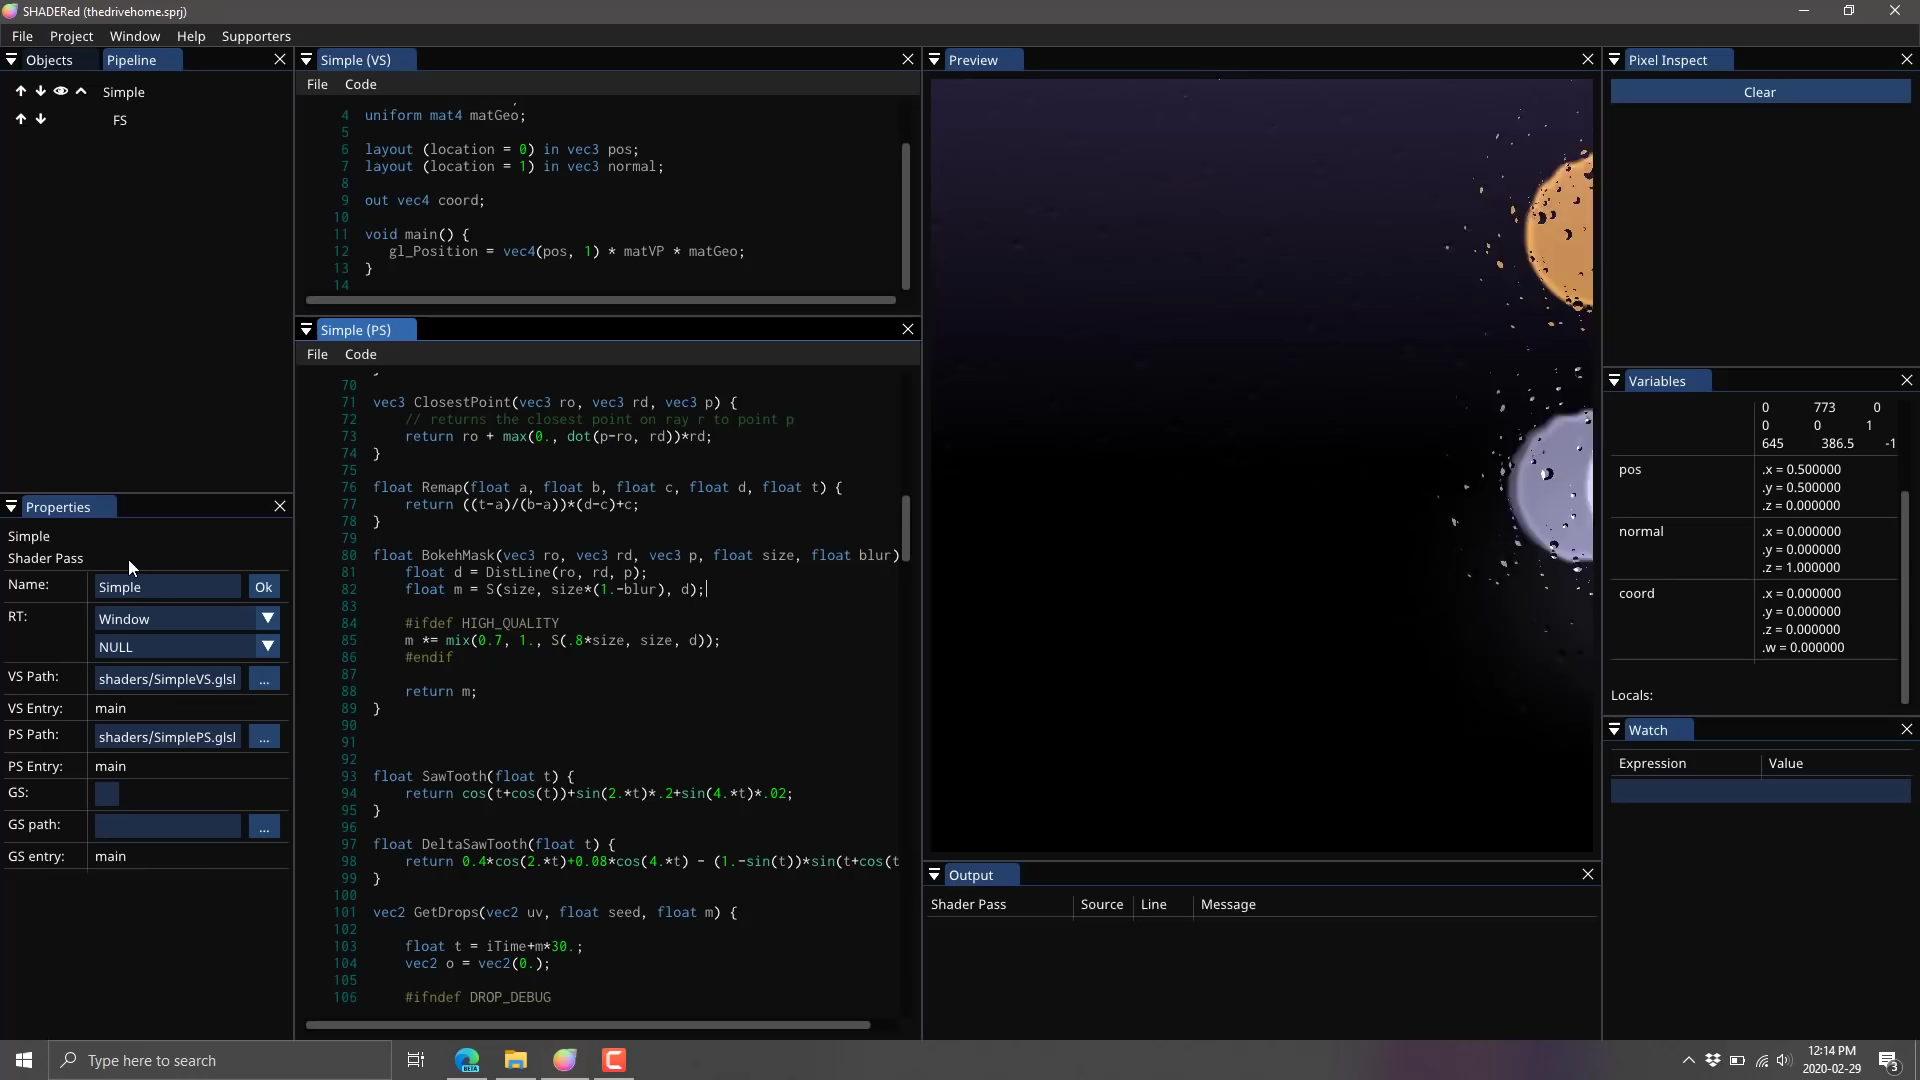 SHADERed (thedrivehome.sprj)
File Project Window Help Supporters
Objects Pipeline
Simple
FS
Properties
Simple
Shader Pass
Name: Simple Ok
RT: Window
NULL
VS Path: shaders/SimpleVS.glsl ...
VS Entry: main
PS Path: shaders/SimplePS.glsl ...
PS Entry: main
GS:
GS path: ...
GS entry: main
Simple (VS)
File Code
4 uniform mat4 matGeo;
5
6 layout (location = 0) in vec3 pos;
7 layout (location = 1) in vec3 normal;
8
9 out vec4 coord;
10
11 void main() {
12 gl_Position = vec4(pos, 1) * matVP * matGeo;
13 }
14
Simple (PS)
File Code
70
71 vec3 ClosestPoint(vec3 ro, vec3 rd, vec3 p) {
72 // returns the closest point on ray r to point p
73 return ro + max(0., dot(p-ro, rd))*rd;
74 }
75
76 float Remap(float a, float b, float c, float d, float t) {
77 return ((t-a)/(b-a))*(d-c)+c;
78 }
79
80 float BokehMask(vec3 ro, vec3 rd, vec3 p, float size, float blur)
81 float d = DistLine(ro, rd, p);
82 float m = S(size, size*(1.-blur), d);
83
84 #ifdef HIGH_QUALITY
85 m *= mix(0.7, 1., S(.8*size, size, d));
86 #endif
87
88 return m;
89 }
90
91
92
93 float SawTooth(float t) {
94 return cos(t+cos(t))+sin(2.*t)*.2+sin(4.*t)*.02;
95 }
96
97 float DeltaSawTooth(float t) {
98 return 0.4*cos(2.*t)+0.08*cos(4.*t) - (1.-sin(t))*sin(t+cos(t
99 }
100
101 vec2 GetDrops(vec2 uv, float seed, float m) {
102
103 float t = iTime+m*30.;
104 vec2 o = vec2(0.);
105
106 #ifndef DROP_DEBUG
Preview
Output
Shader Pass Source Line Message
Pixel Inspect
Clear
Variables
0 773 0
0 0 1
645 386.5 -1
pos .x = 0.500000
.y = 0.500000
.z = 0.000000
normal .x = 0.000000
.y = 0.000000
.z = 1.000000
coord .x = 0.000000
.y = 0.000000
.z = 0.000000
.w = 0.000000
Locals:
Watch
Expression Value
Type here to search
BETA
12:14 PM
2020-02-29
3